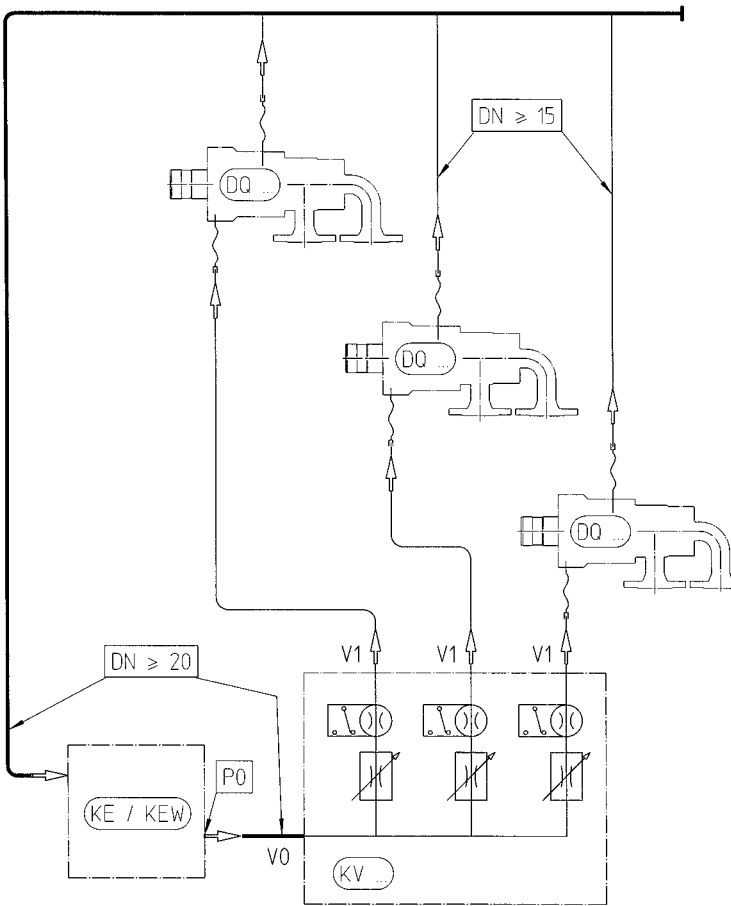 DN ≥ 15
DQ ...
DQ ...
DQ ...
V1
V1
V1
DN ≥ 20
P0
KE / KEW
V0
KV ...